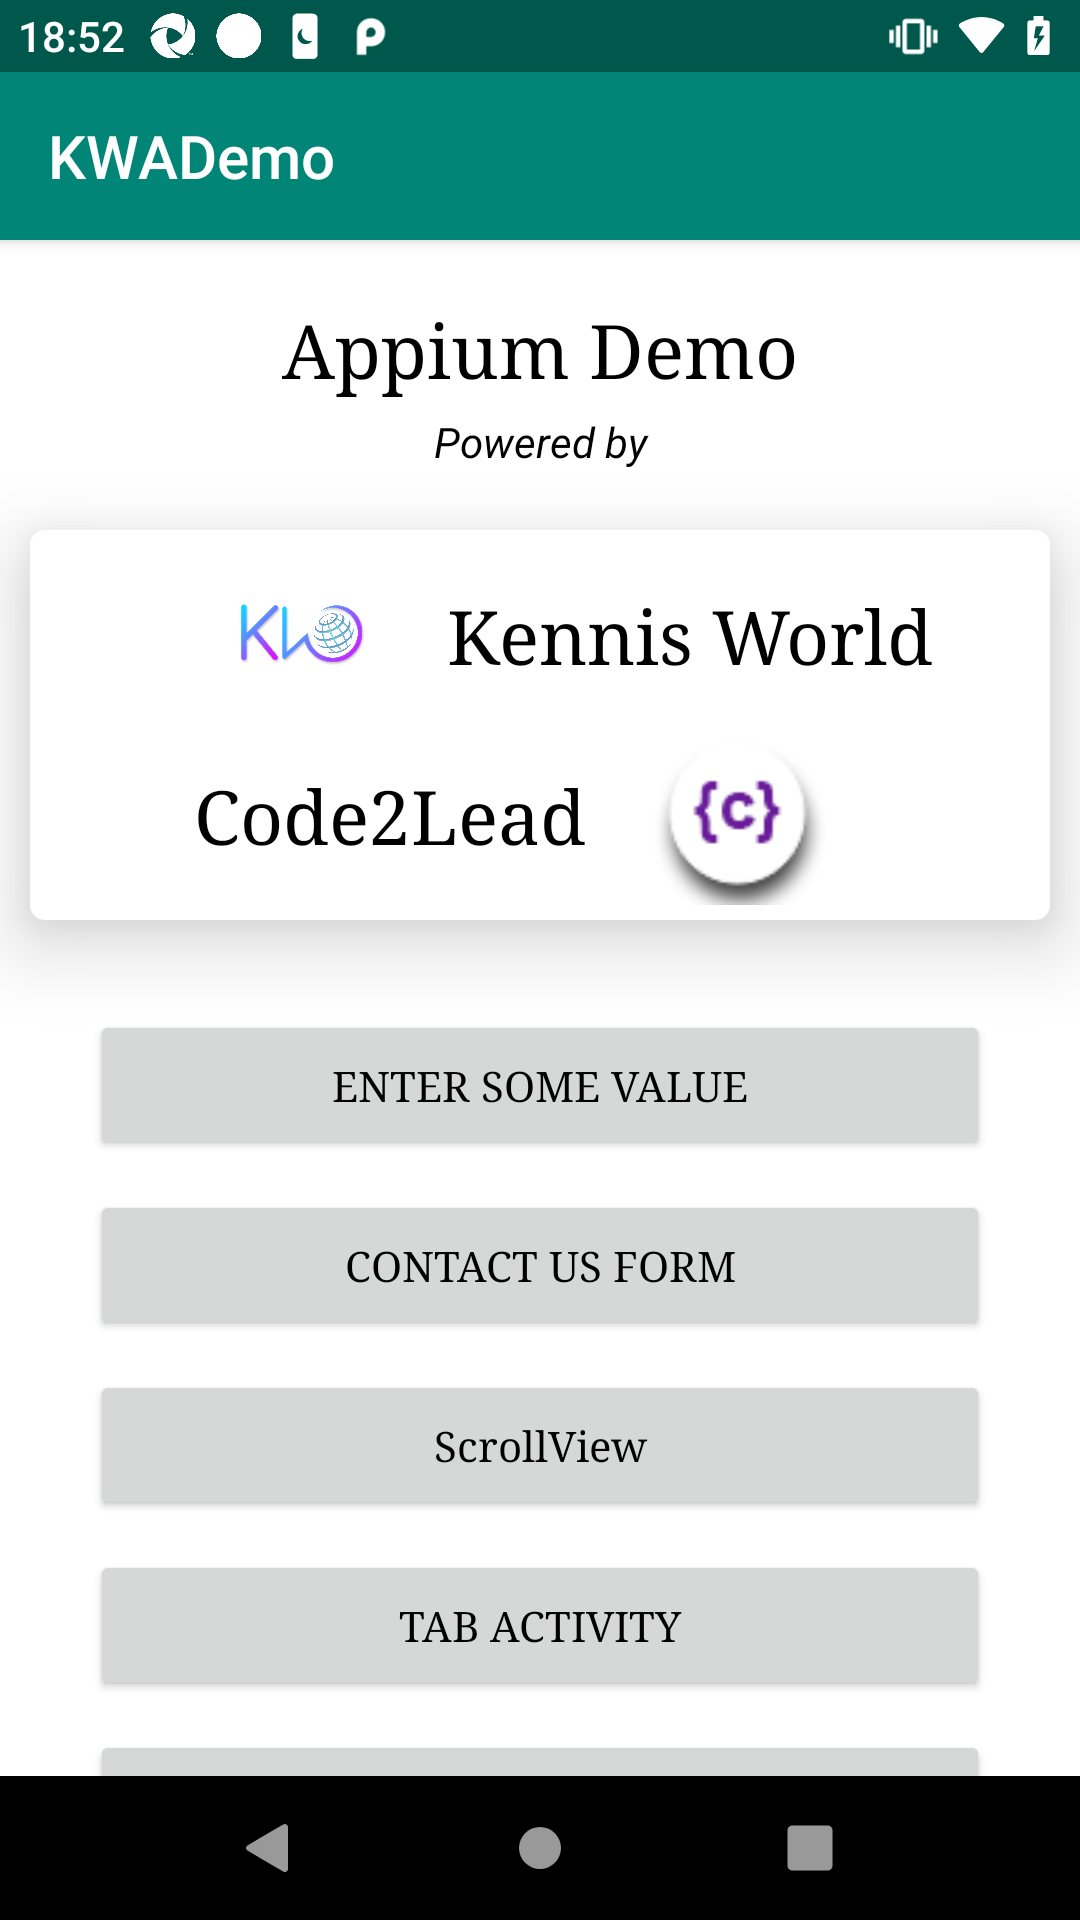 18:52
KWADemo
Appium Demo
Powered by
Kennis World
Code2Lead
{c}
ENTER SOME VALUE
CONTACT US FORM
ScrollView
TAB ACTIVITY